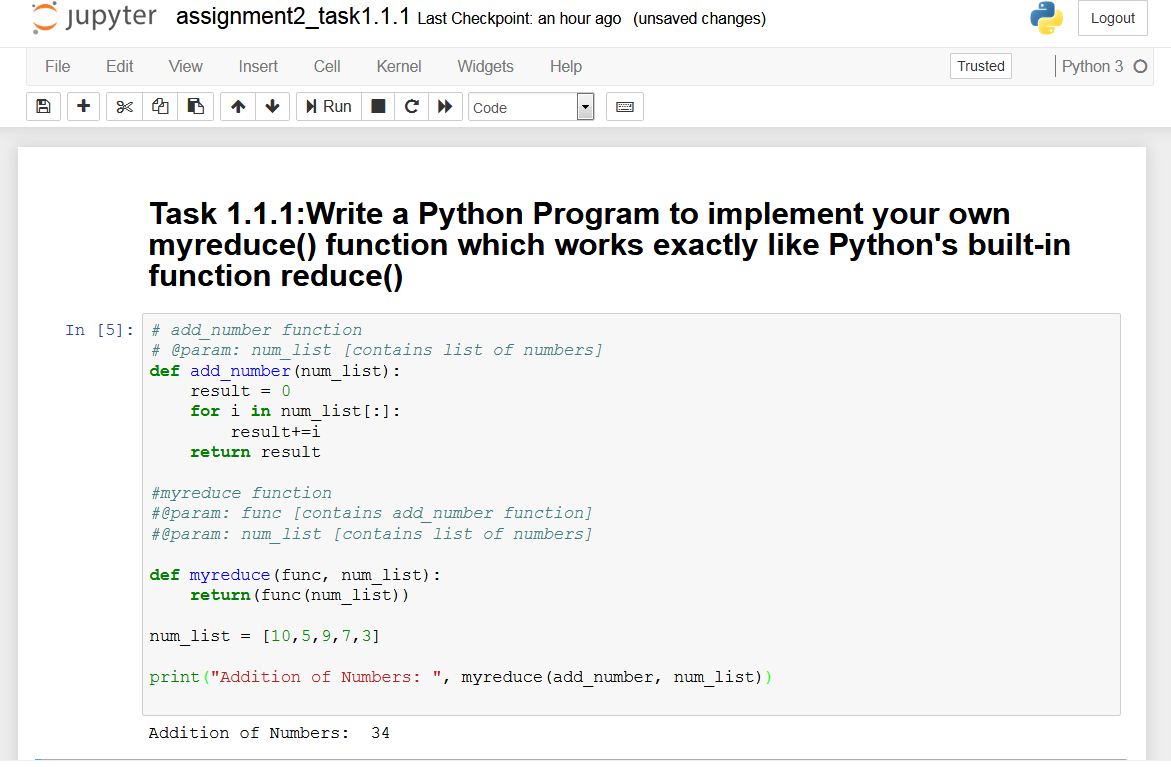 jupyter assignment2_task1.1.1 Last Checkpoint: an hour ago (unsaved changes) Logout
File Edit View Insert Cell Kernel Widgets Help Trusted Python 3
Run Code
Task 1.1.1:Write a Python Program to implement your own
myreduce() function which works exactly like Python's built-in
function reduce()
In [5]: # add_number function
# @param: num_list [contains list of numbers]
def add_number(num_list):
    result = 0
    for i in num_list[:]:
        result+=i
    return result
#myreduce function
#@param: func [contains add_number function]
#@param: num_list [contains list of numbers]
def myreduce(func, num_list):
    return(func(num_list))
num_list = [10,5,9,7,3]
print("Addition of Numbers: ", myreduce(add_number, num_list))
Addition of Numbers:  34